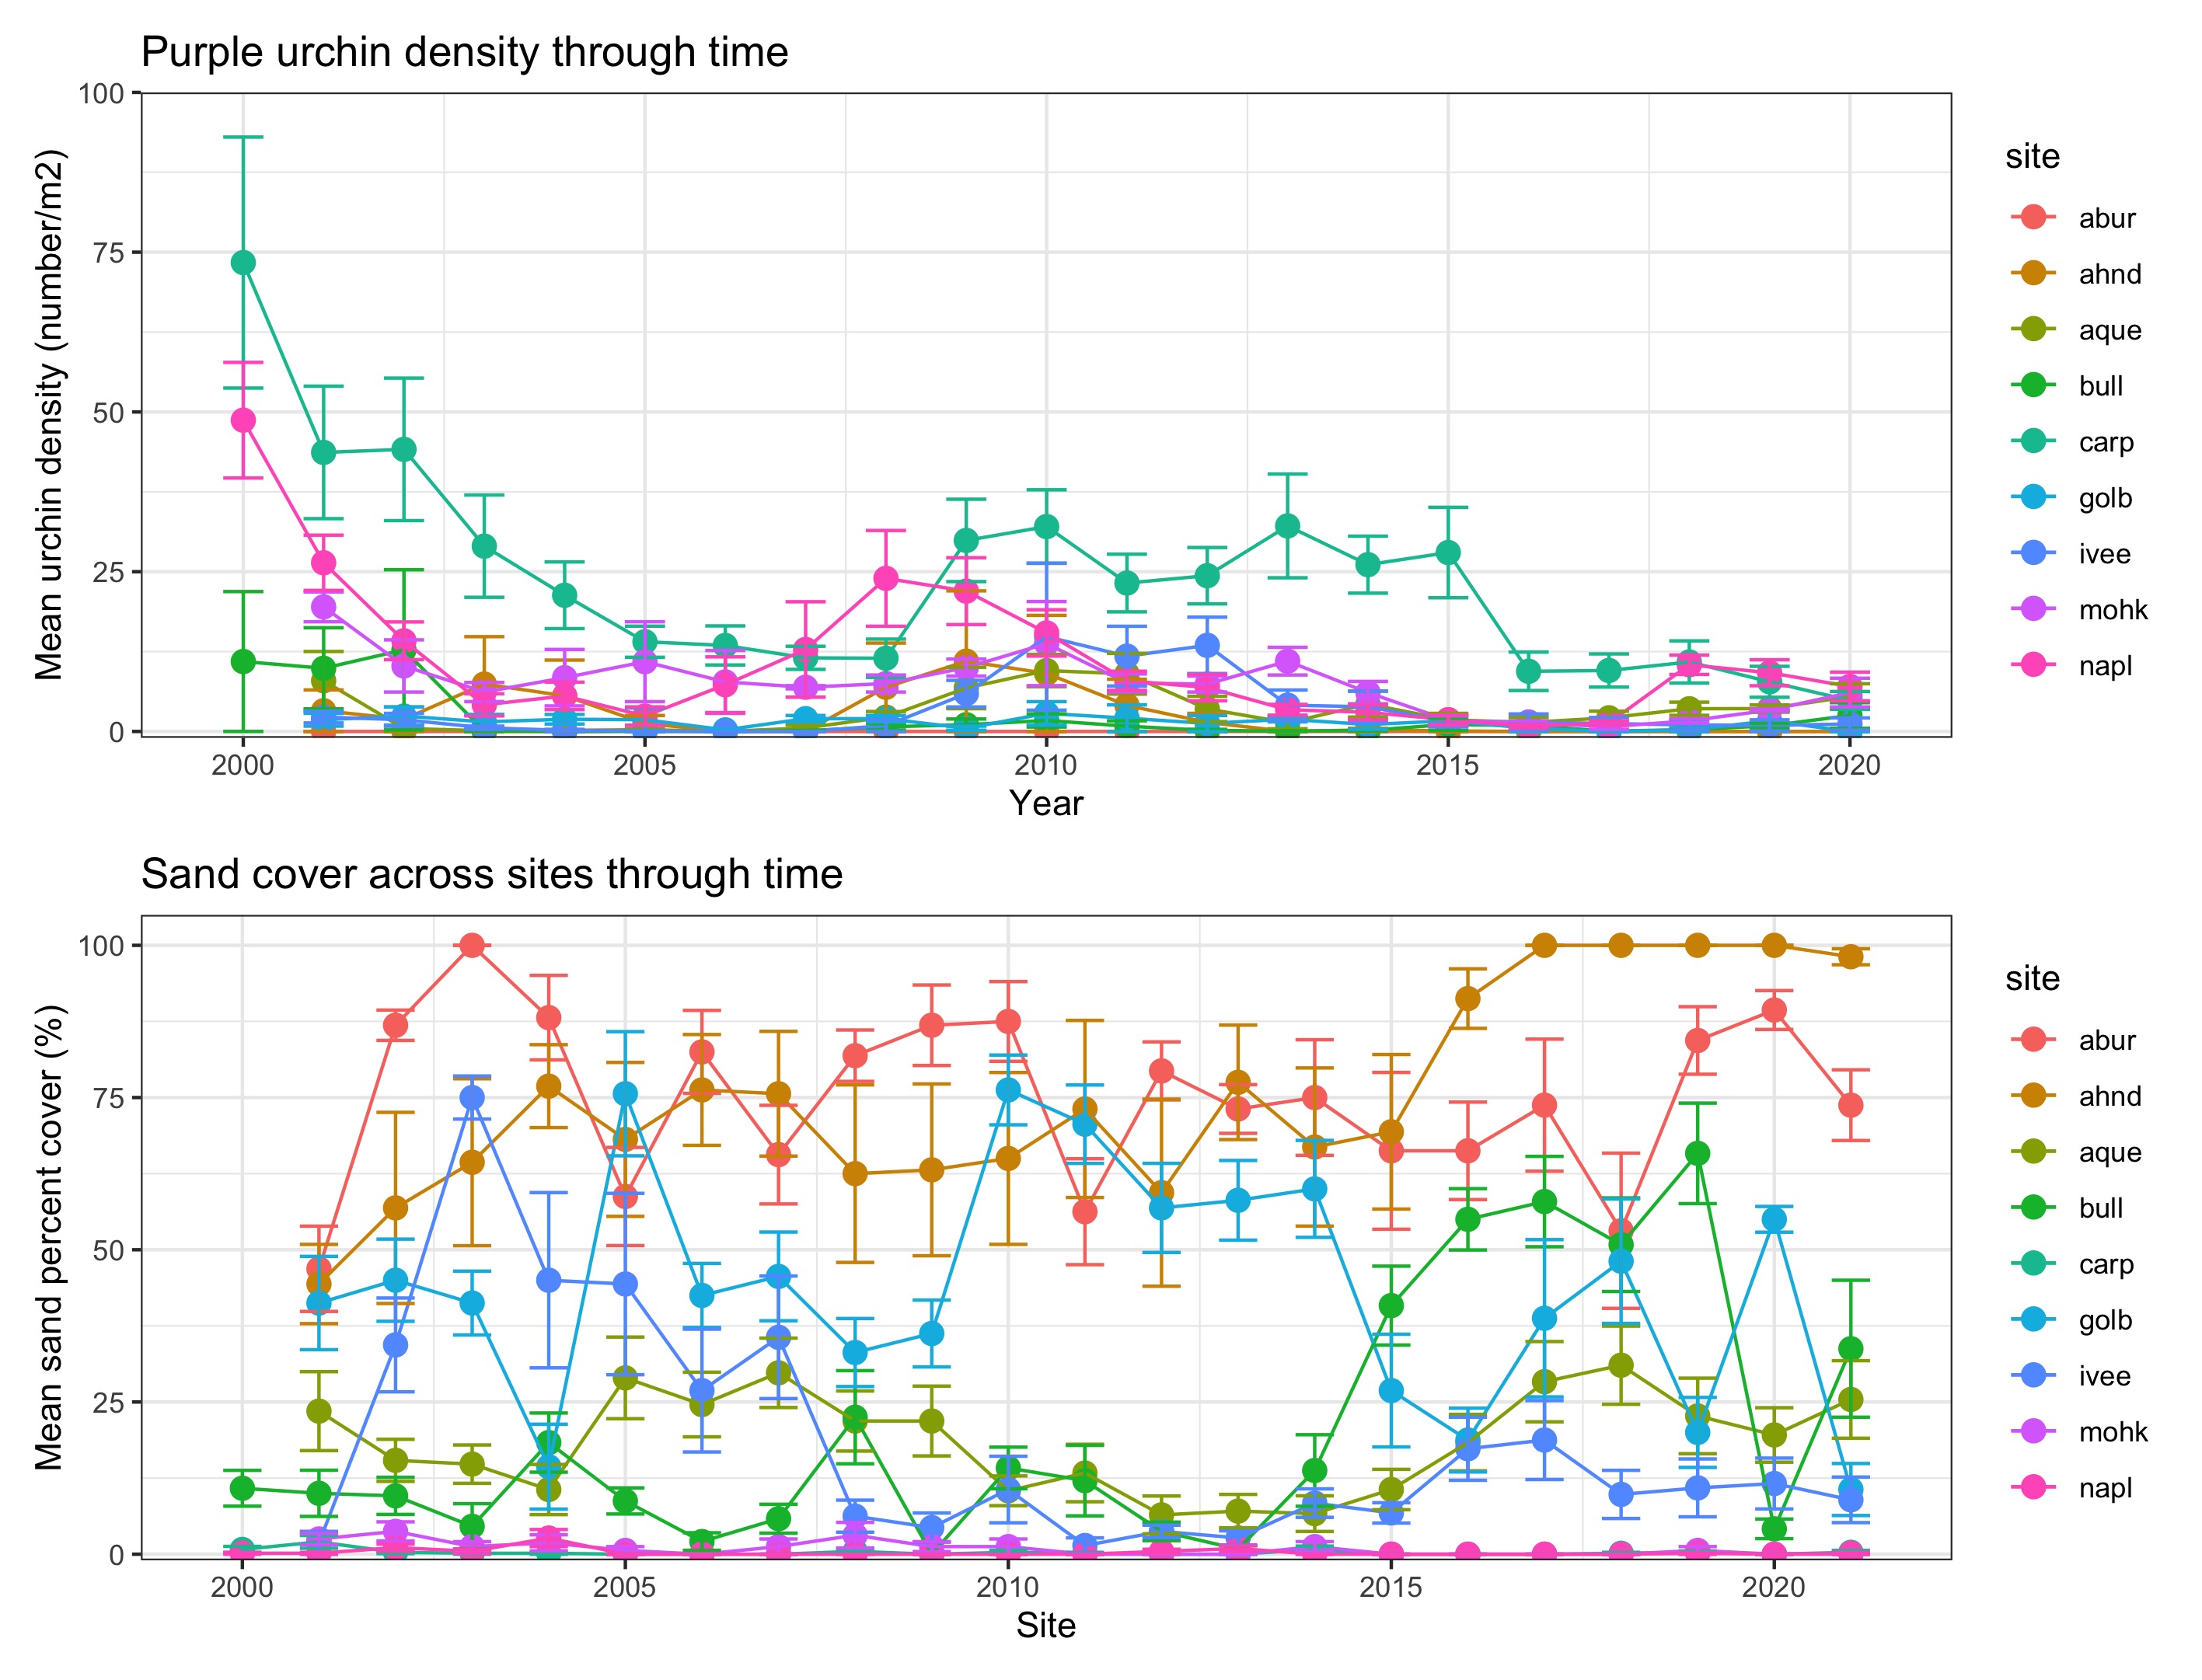 Purple urchin density through time
Mean urchin density (number/m2)
100
75
50
25
0
2000 2005 2010 2015 2020
Year
site
abur
ahnd
aque
bull
carp
golb
ivee
mohk
napl
Sand cover across sites through time
Mean sand percent cover (%)
100
75
50
25
0
2000 2005 2010 2015 2020
Site
site
abur
ahnd
aque
bull
carp
golb
ivee
mohk
napl